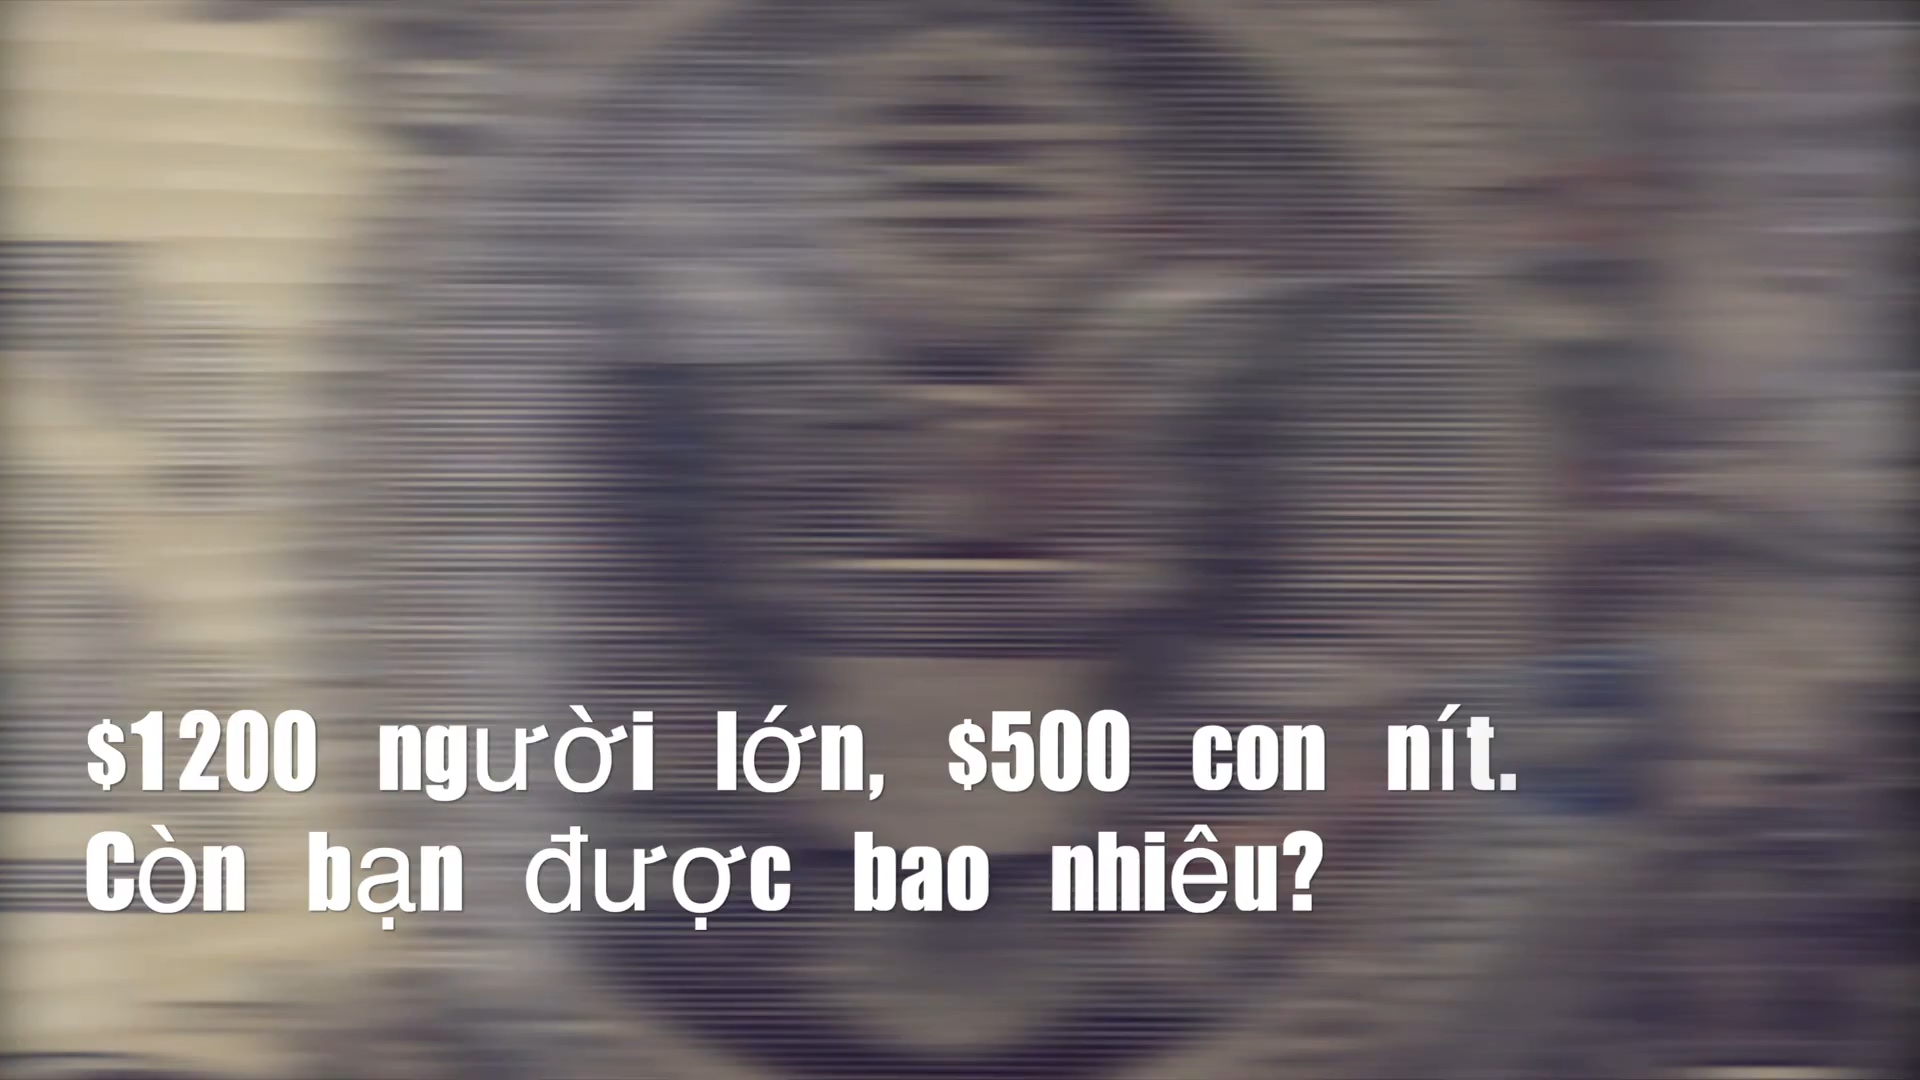 $1200 người lớn, $500 con nít.
Còn bạn được bao nhiêu?